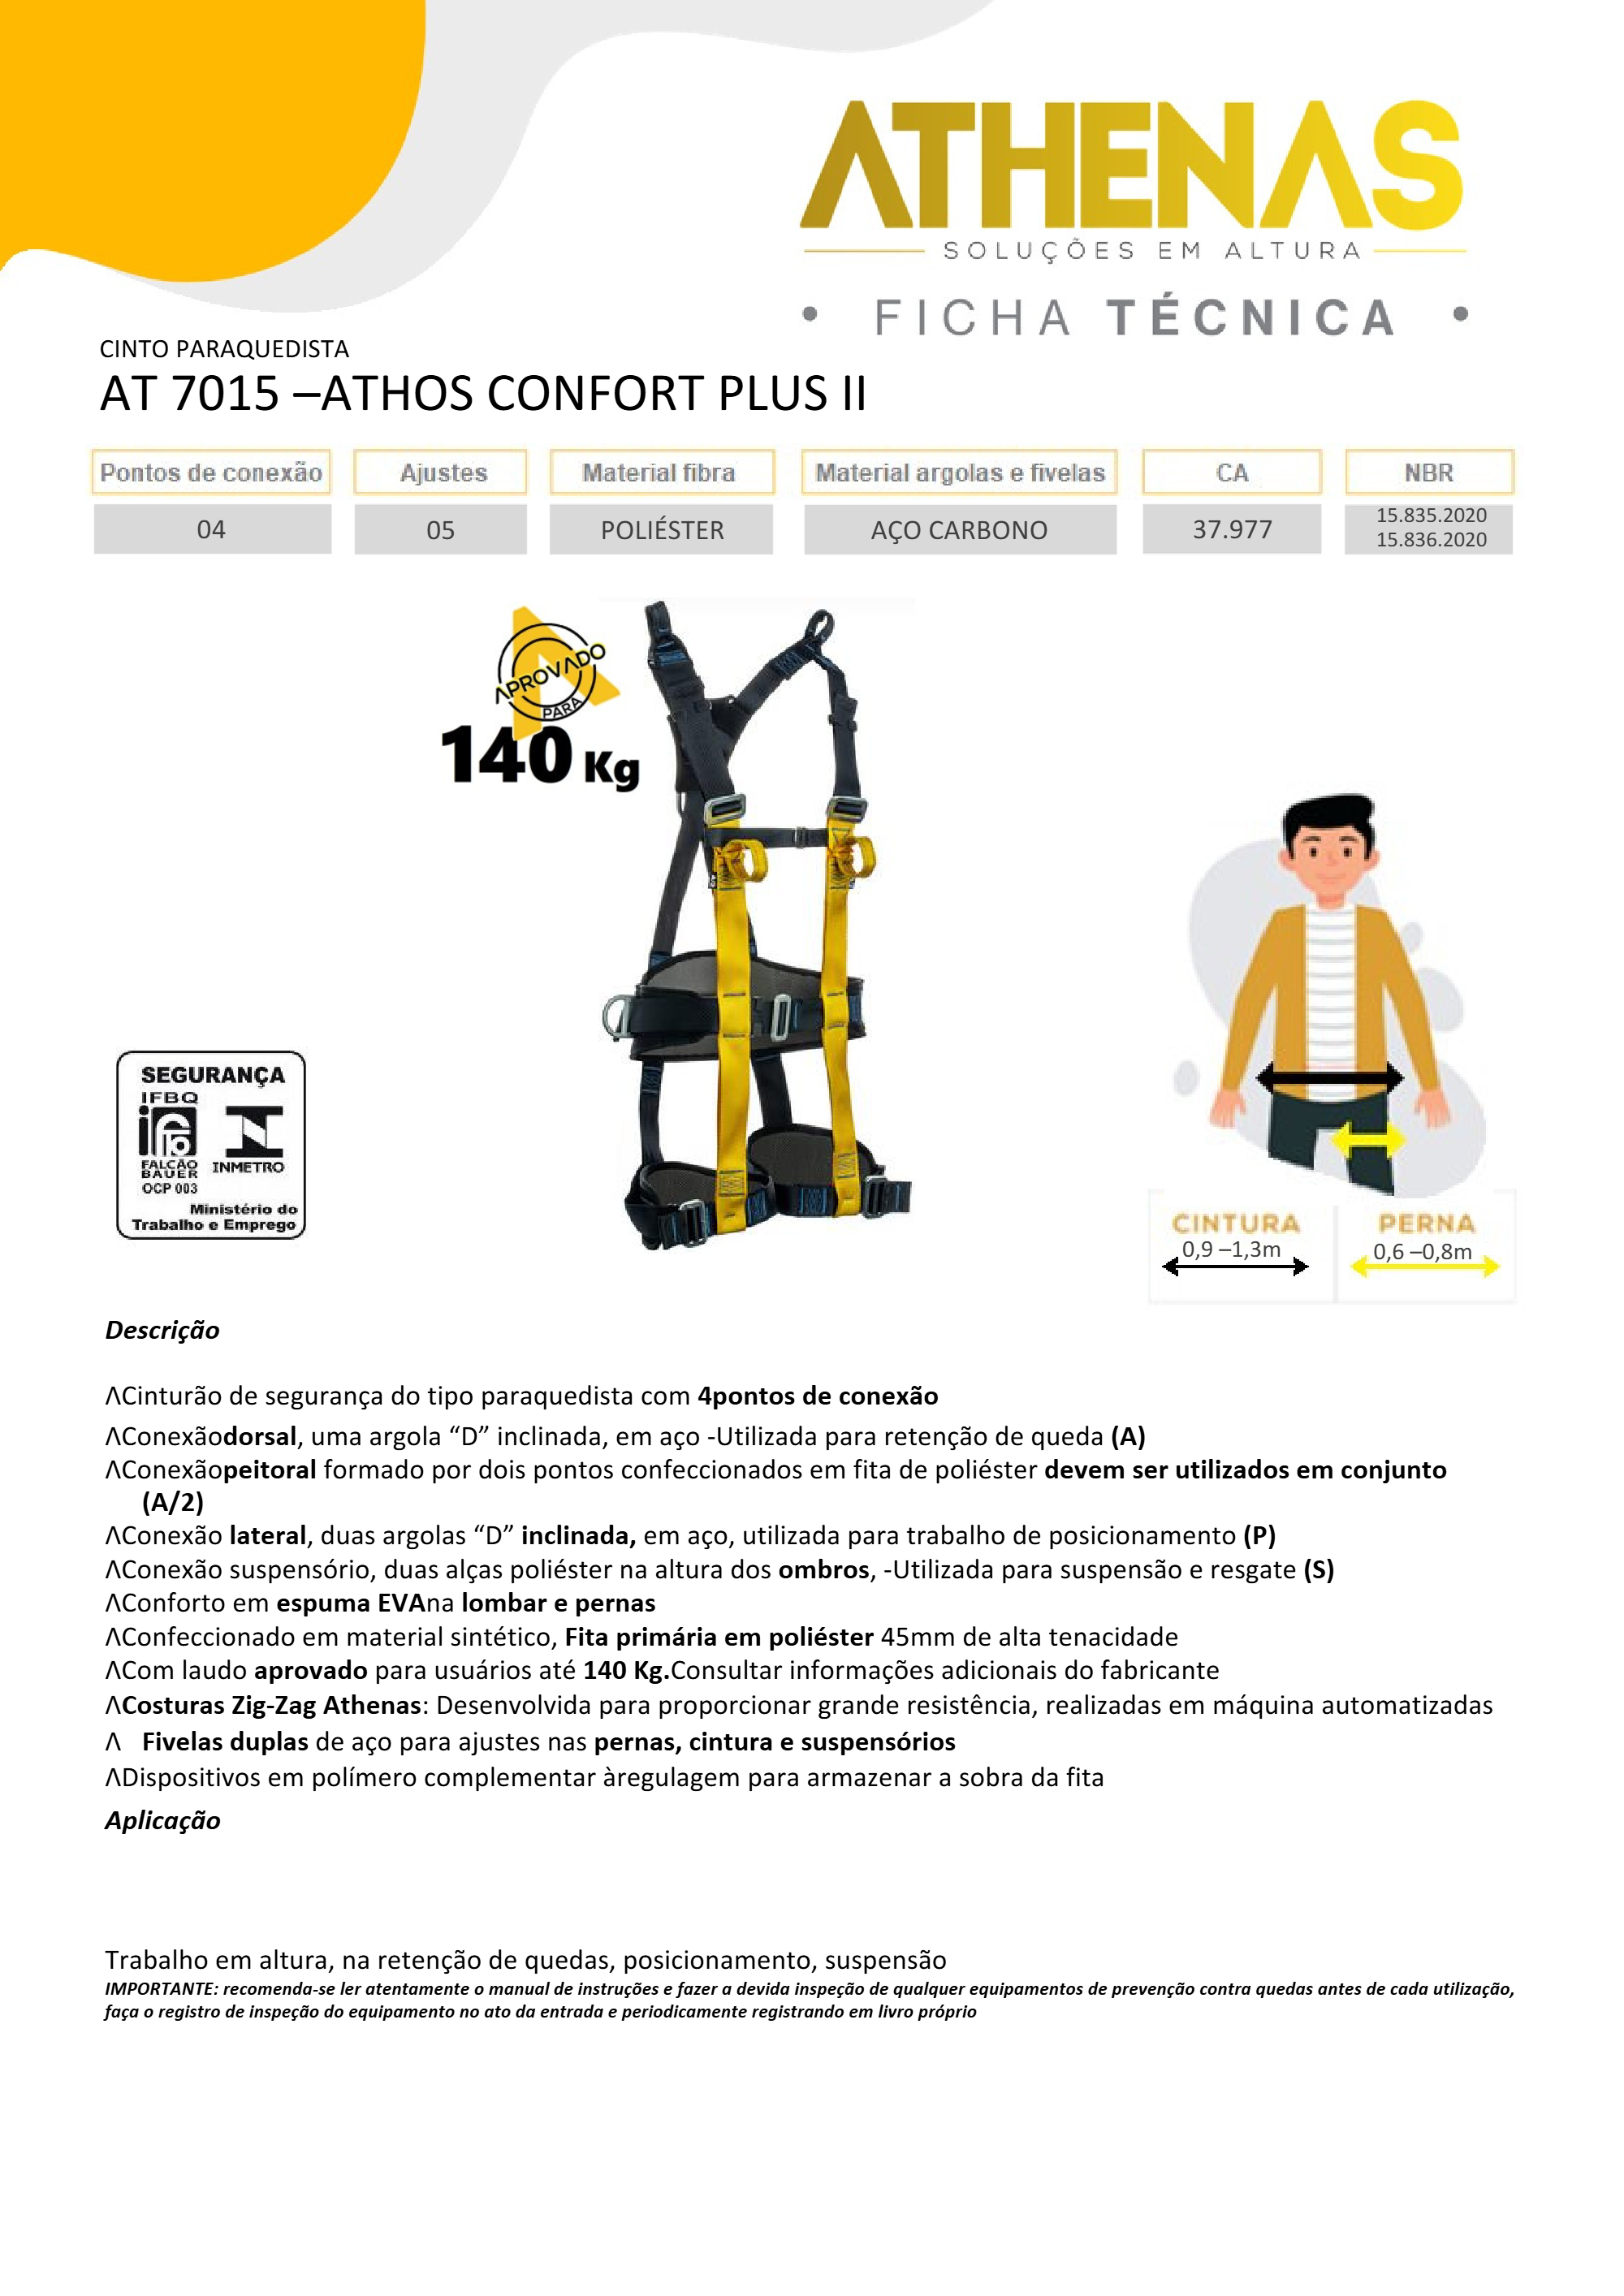 ATHENAS
SOLUÇÕES EM ALTURA
• FICHA TÉCNICA •
CINTO PARAQUEDISTA
AT 7015 –ATHOS CONFORT PLUS II
Pontos de conexão Ajustes Material fibra Material argolas e fivelas CA NBR
04 05 POLIÉSTER AÇO CARBONO 37.977 15.835.2020
15.836.2020
APROVADO
PARA
140 Kg
SEGURANÇA
IFBQ
FALCÃO
BAUER INMETRO
OCP 003
Ministério do
Trabalho e Emprego
CINTURA PERNA
0,9 –1,3m 0,6 –0,8m
Descrição
ΛCinturão de segurança do tipo paraquedista com 4pontos de conexão
ΛConexãodorsal, uma argola “D” inclinada, em aço -Utilizada para retenção de queda (A)
ΛConexãopeitoral formado por dois pontos confeccionados em fita de poliéster devem ser utilizados em conjunto
(A/2)
ΛConexão lateral, duas argolas “D” inclinada, em aço, utilizada para trabalho de posicionamento (P)
ΛConexão suspensório, duas alças poliéster na altura dos ombros, -Utilizada para suspensão e resgate (S)
ΛConforto em espuma EVAna lombar e pernas
ΛConfeccionado em material sintético, Fita primária em poliéster 45mm de alta tenacidade
ΛCom laudo aprovado para usuários até 140 Kg.Consultar informações adicionais do fabricante
ΛCosturas Zig-Zag Athenas: Desenvolvida para proporcionar grande resistência, realizadas em máquina automatizadas
Λ Fivelas duplas de aço para ajustes nas pernas, cintura e suspensórios
ΛDispositivos em polímero complementar àregulagem para armazenar a sobra da fita
Aplicação
Trabalho em altura, na retenção de quedas, posicionamento, suspensão
IMPORTANTE: recomenda-se ler atentamente o manual de instruções e fazer a devida inspeção de qualquer equipamentos de prevenção contra quedas antes de cada utilização,
faça o registro de inspeção do equipamento no ato da entrada e periodicamente registrando em livro próprio